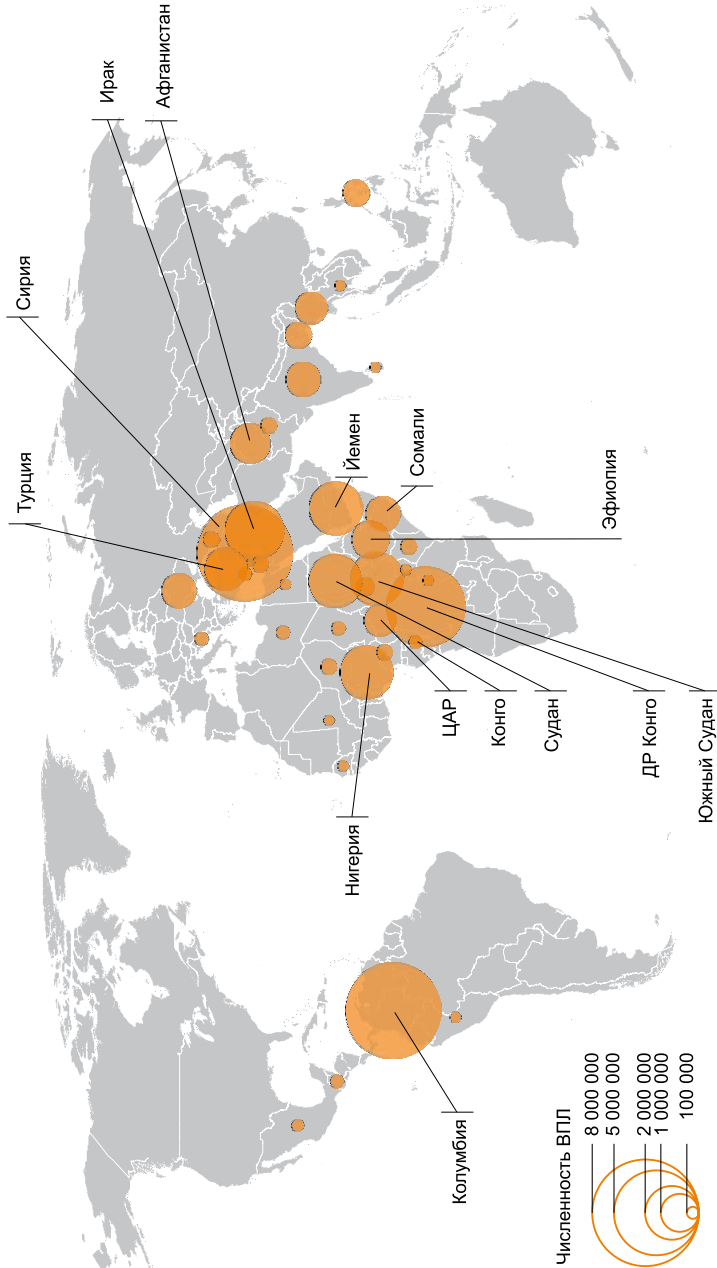 Ирак
Афганистан
Сирия
Турция
Йемен
Сомали
Эфиопия
ЦАР
Конго
Судан
ДР Конго
Южный Судан
Нигерия
Колумбия
Численность ВПЛ
8 000 000
5 000 000
2 000 000
1 000 000
100 000